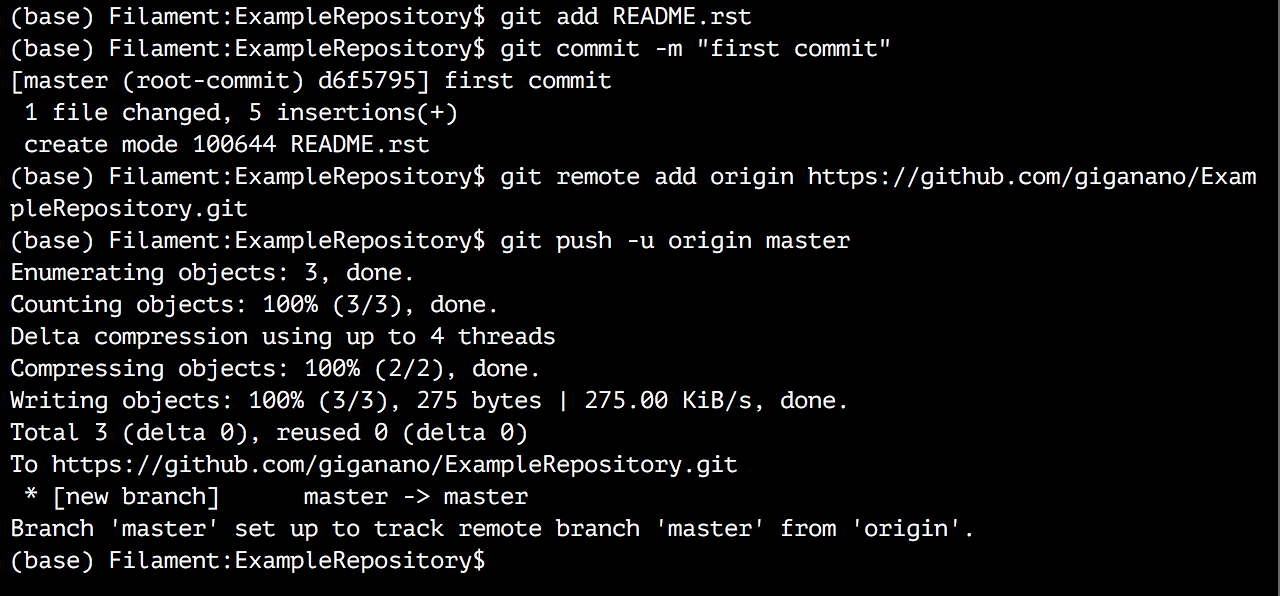 (base) Filament:ExampleRepository$ git add README.rst
(base) Filament:ExampleRepository$ git commit -m "first commit"
[master (root-commit) d6f5795] first commit
 1 file changed, 5 insertions(+)
 create mode 100644 README.rst
(base) Filament:ExampleRepository$ git remote add origin https://github.com/giganano/Exam
pleRepository.git
(base) Filament:ExampleRepository$ git push -u origin master
Enumerating objects: 3, done.
Counting objects: 100% (3/3), done.
Delta compression using up to 4 threads
Compressing objects: 100% (2/2), done.
Writing objects: 100% (3/3), 275 bytes | 275.00 KiB/s, done.
Total 3 (delta 0), reused 0 (delta 0)
To https://github.com/giganano/ExampleRepository.git
 * [new branch]      master -> master
Branch 'master' set up to track remote branch 'master' from 'origin'.
(base) Filament:ExampleRepository$